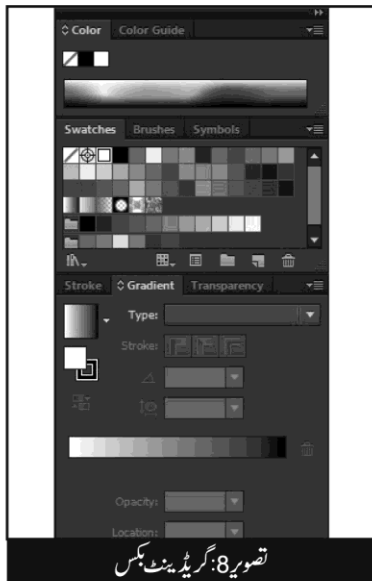 Color Color Guide
Swatches Brushes Symbols
Stroke Gradient Transparency
Type:
Stroke:
Opacity:
Location:
تصویر8: گریڈینٹ بکس